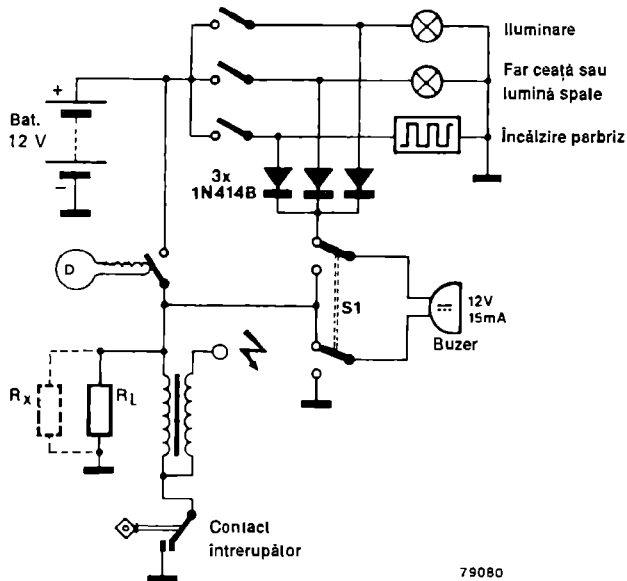 Iluminare
Far ceață sau
lumină spate
Încălzire parbriz
+
Bat.
12 V
−
3x
1N414B
D
S1
12V
15mA
Buzer
Rx
RL
Contact
întrerupător
79080